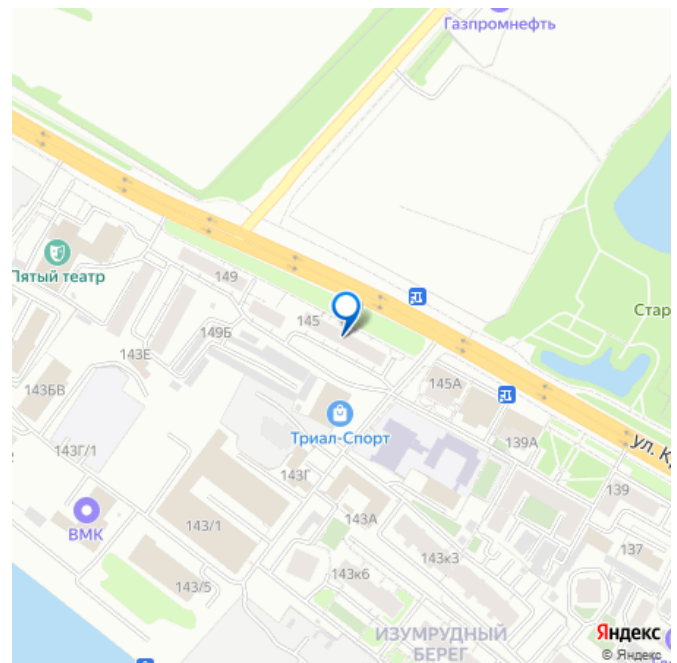 Газпромнефть
Пятый театр
149
145
149Б
143Е
143БВ
145А
Стар
Триал-Спорт
139А
ул. К
143Г/1
143Г
139
ВМК
143/1
143А
137
143к3
143/5
143к6
ИЗУМРУДНЫЙ
БЕРЕГ
Яндекс
© Яндекс